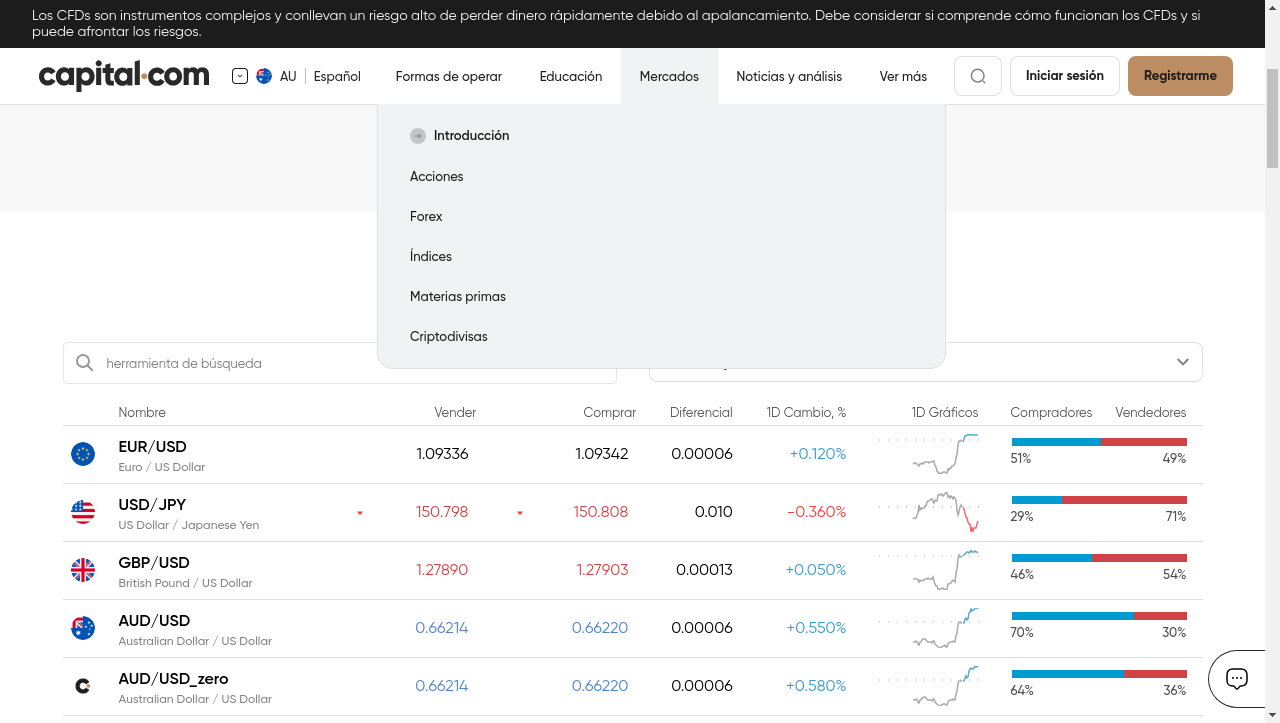 Los CFDs son instrumentos complejos y conllevan un riesgo alto de perder dinero rápidamente debido al apalancamiento. Debe considerar si comprende cómo funcionan los CFDs y si
puede afrontar los riesgos.
capital.com
AU Español Formas de operar Educación Mercados Noticias y análisis Ver más Iniciar sesión Registrarme
Introducción
Acciones
Forex
Índices
Materias primas
Criptodivisas
herramienta de búsqueda
Nombre Vender Comprar Diferencial 1D Cambio, % 1D Gráficos Compradores Vendedores
EUR/USD 1.09336 1.09342 0.00006 +0.120%
Euro / US Dollar 51% 49%
USD/JPY 150.798 150.808 0.010 -0.360%
US Dollar / Japanese Yen 29% 71%
GBP/USD 1.27890 1.27903 0.00013 +0.050%
British Pound / US Dollar 46% 54%
AUD/USD 0.66214 0.66220 0.00006 +0.550%
Australian Dollar / US Dollar 70% 30%
AUD/USD_zero 0.66214 0.66220 0.00006 +0.580%
Australian Dollar / US Dollar 64% 36%